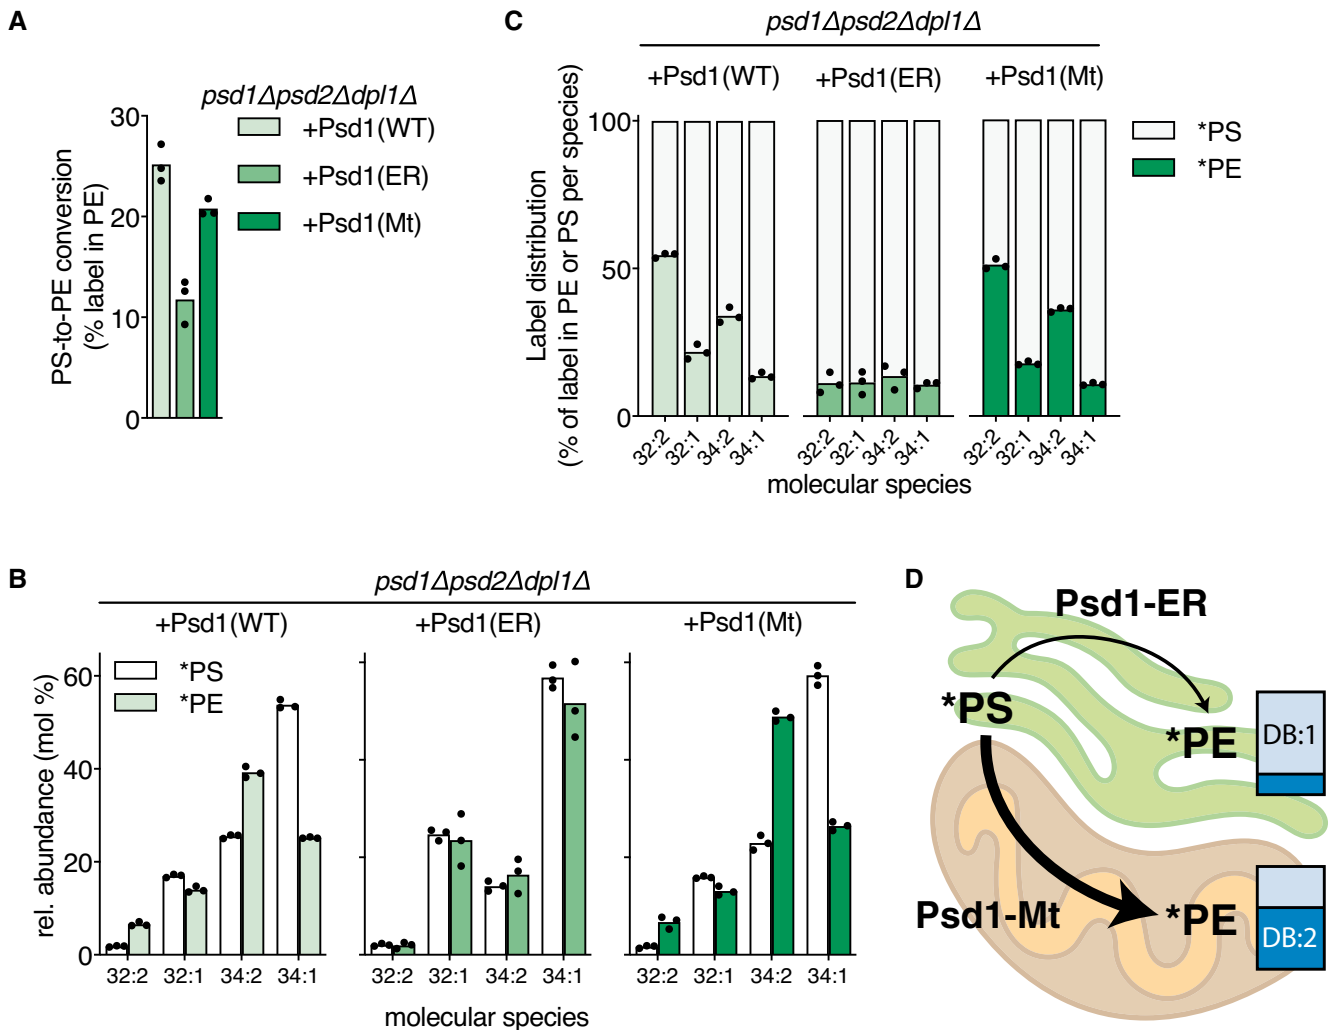 A
psd1Δpsd2Δdpl1Δ
+Psd1(WT)
+Psd1(ER)
+Psd1(Mt)
PS-to-PE conversion
(% label in PE)
30
20
10
0
C
psd1Δpsd2Δdpl1Δ
+Psd1(WT)
+Psd1(ER)
+Psd1(Mt)
*PS
*PE
Label distribution
(% of label in PE or PS per species)
100
50
0
32:2 32:1 34:2 34:1
32:2 32:1 34:2 34:1
32:2 32:1 34:2 34:1
molecular species
B
psd1Δpsd2Δdpl1Δ
+Psd1(WT)
+Psd1(ER)
+Psd1(Mt)
*PS
*PE
rel. abundance (mol %)
60
40
20
0
32:2 32:1 34:2 34:1
32:2 32:1 34:2 34:1
32:2 32:1 34:2 34:1
molecular species
D
Psd1-ER
*PS
*PE
DB:1
Psd1-Mt
*PE
DB:2